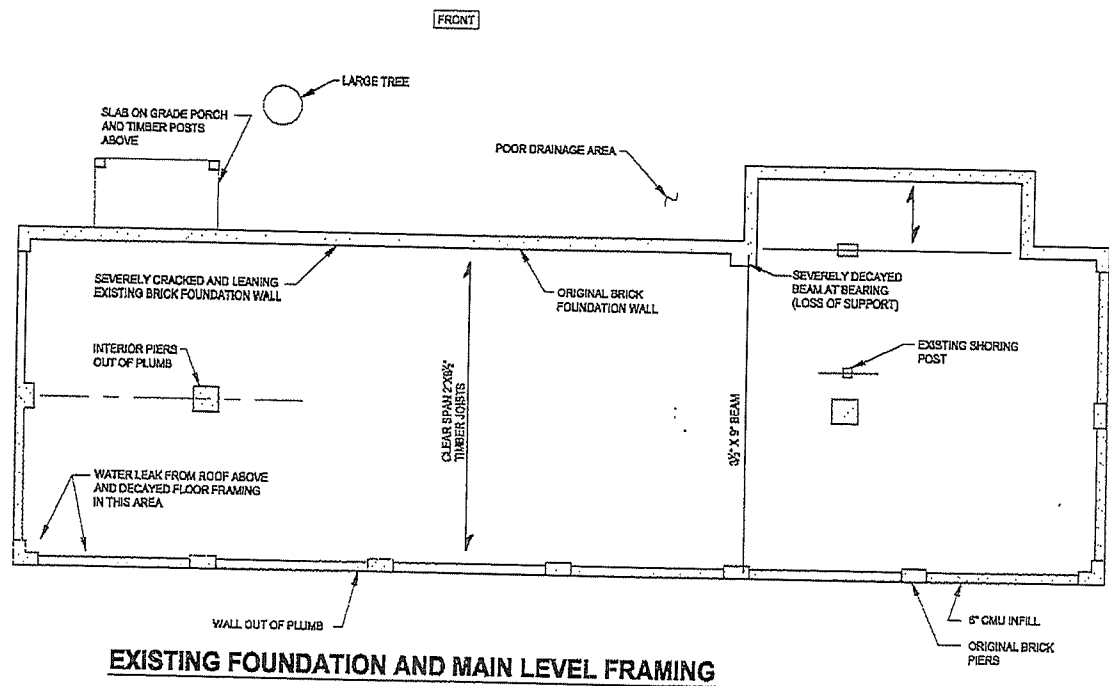 FRONT
LARGE TREE
SLAB ON GRADE PORCH
AND TIMBER POSTS
ABOVE
POOR DRAINAGE AREA
SEVERELY CRACKED AND LEANING
EXISTING BRICK FOUNDATION WALL
ORIGINAL BRICK
FOUNDATION WALL
SEVERELY DECAYED
BEAM AT BEARING
(LOSS OF SUPPORT)
INTERIOR PIERS
OUT OF PLUMB
EXISTING SHORING
POST
CLEAR SPAN 2"X8½"
TIMBER JOISTS
3½" X 9" BEAM
WATER LEAK FROM ROOF ABOVE
AND DECAYED FLOOR FRAMING
IN THIS AREA
WALL OUT OF PLUMB
CMU INFILL
ORIGINAL BRICK
PIERS
EXISTING FOUNDATION AND MAIN LEVEL FRAMING